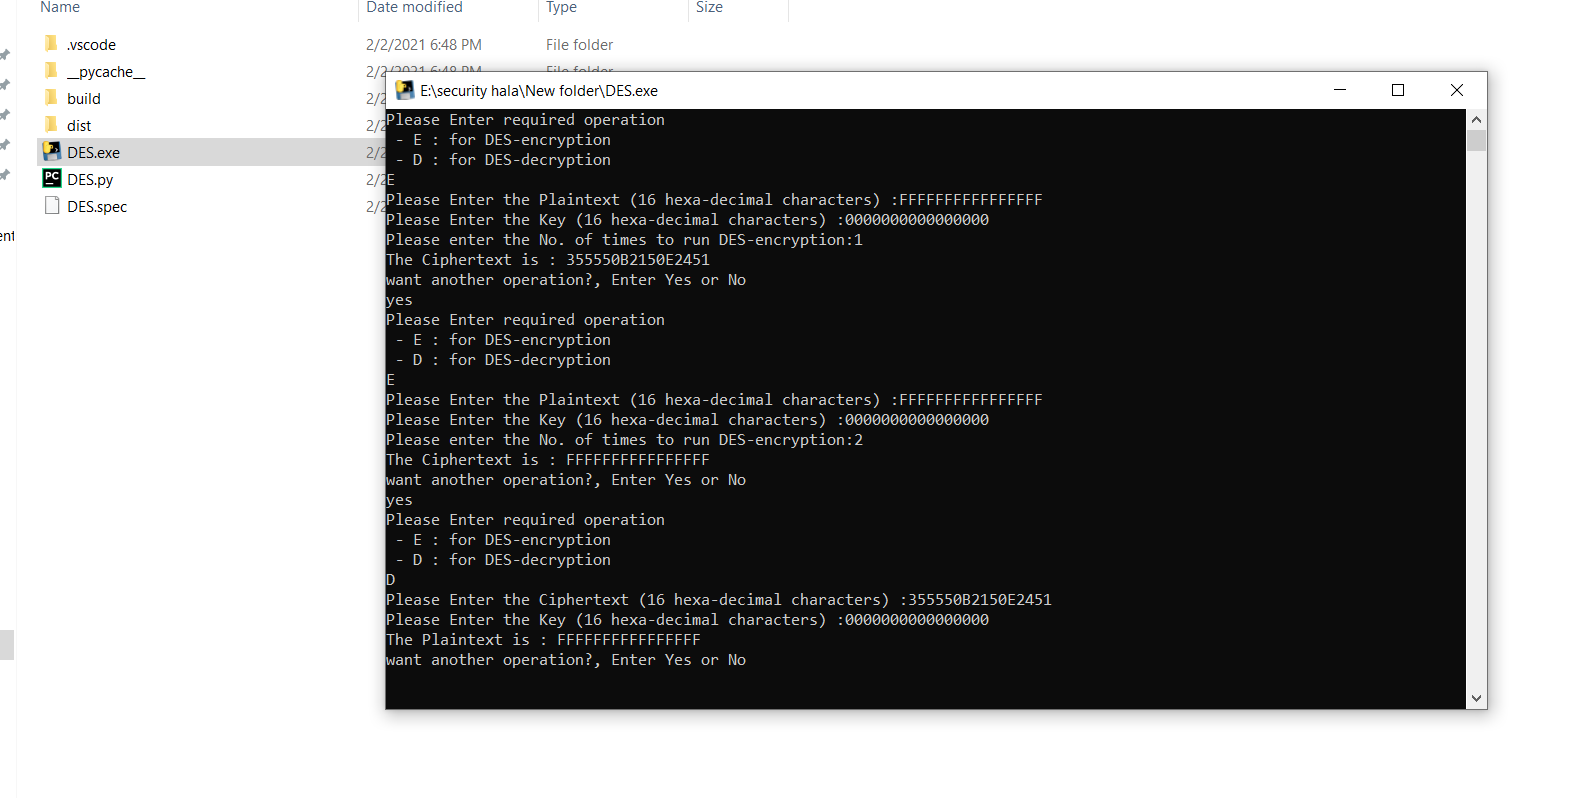 Name Date modified Type Size
.vscode 2/2/2021 6:48 PM File folder
__pycache__ 2/2/2021 6:48 PM File folder
build 2/2
dist 2/2
DES.exe 2/2
DES.py 2/2
DES.spec 2/2
ent
E:\security hala\New folder\DES.exe
Please Enter required operation
- E : for DES-encryption
- D : for DES-decryption
E
Please Enter the Plaintext (16 hexa-decimal characters) :FFFFFFFFFFFFFFFF
Please Enter the Key (16 hexa-decimal characters) :0000000000000000
Please enter the No. of times to run DES-encryption:1
The Ciphertext is : 355550B2150E2451
want another operation?, Enter Yes or No
yes
Please Enter required operation
- E : for DES-encryption
- D : for DES-decryption
E
Please Enter the Plaintext (16 hexa-decimal characters) :FFFFFFFFFFFFFFFF
Please Enter the Key (16 hexa-decimal characters) :0000000000000000
Please enter the No. of times to run DES-encryption:2
The Ciphertext is : FFFFFFFFFFFFFFFF
want another operation?, Enter Yes or No
yes
Please Enter required operation
- E : for DES-encryption
- D : for DES-decryption
D
Please Enter the Ciphertext (16 hexa-decimal characters) :355550B2150E2451
Please Enter the Key (16 hexa-decimal characters) :0000000000000000
The Plaintext is : FFFFFFFFFFFFFFFF
want another operation?, Enter Yes or No